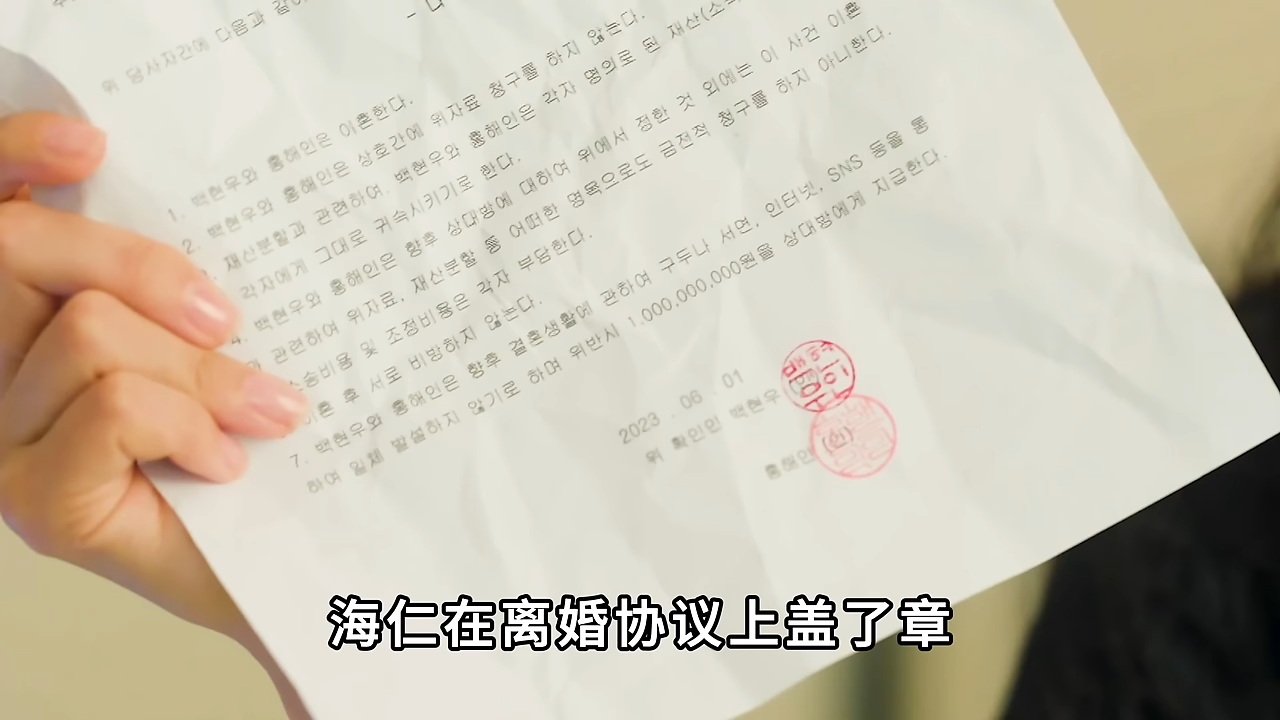 위 당사자간에 다음과 같이
- 다
1. 백현우와 홍해인은 이혼한다.
2. 백현우와 홍해인은 상호간에 위자료 청구를 하지 않는다.
재산분할과 관련하여, 백현우와 홍해인은 각자 명의로 된 재산(소
각자에게 그대로 귀속시키기로 한다.
4. 백현우와 홍해인은 향후 상대방에 대하여 위에서 정한 것 외에는 이 사건 이혼
관련하여 위자료, 재산분할 등 어떠한 명목으로도 금전적 청구를 하지 아니한다.
소송비용 및 조정비용은 각자 부담한다.
이혼 후 서로 비방하지 않는다.
7. 백현우와 홍해인은 향후 결혼생활에 관하여 구두나 서면, 인터넷, SNS 등을 통
하여 일체 발설하지 않기로 하며 위반시 1,000,000,000원을 상대방에게 지급한다.
2023 . 06 . 01
위 확인인 백현우
홍해인 (인)
海仁在离婚协议上盖了章